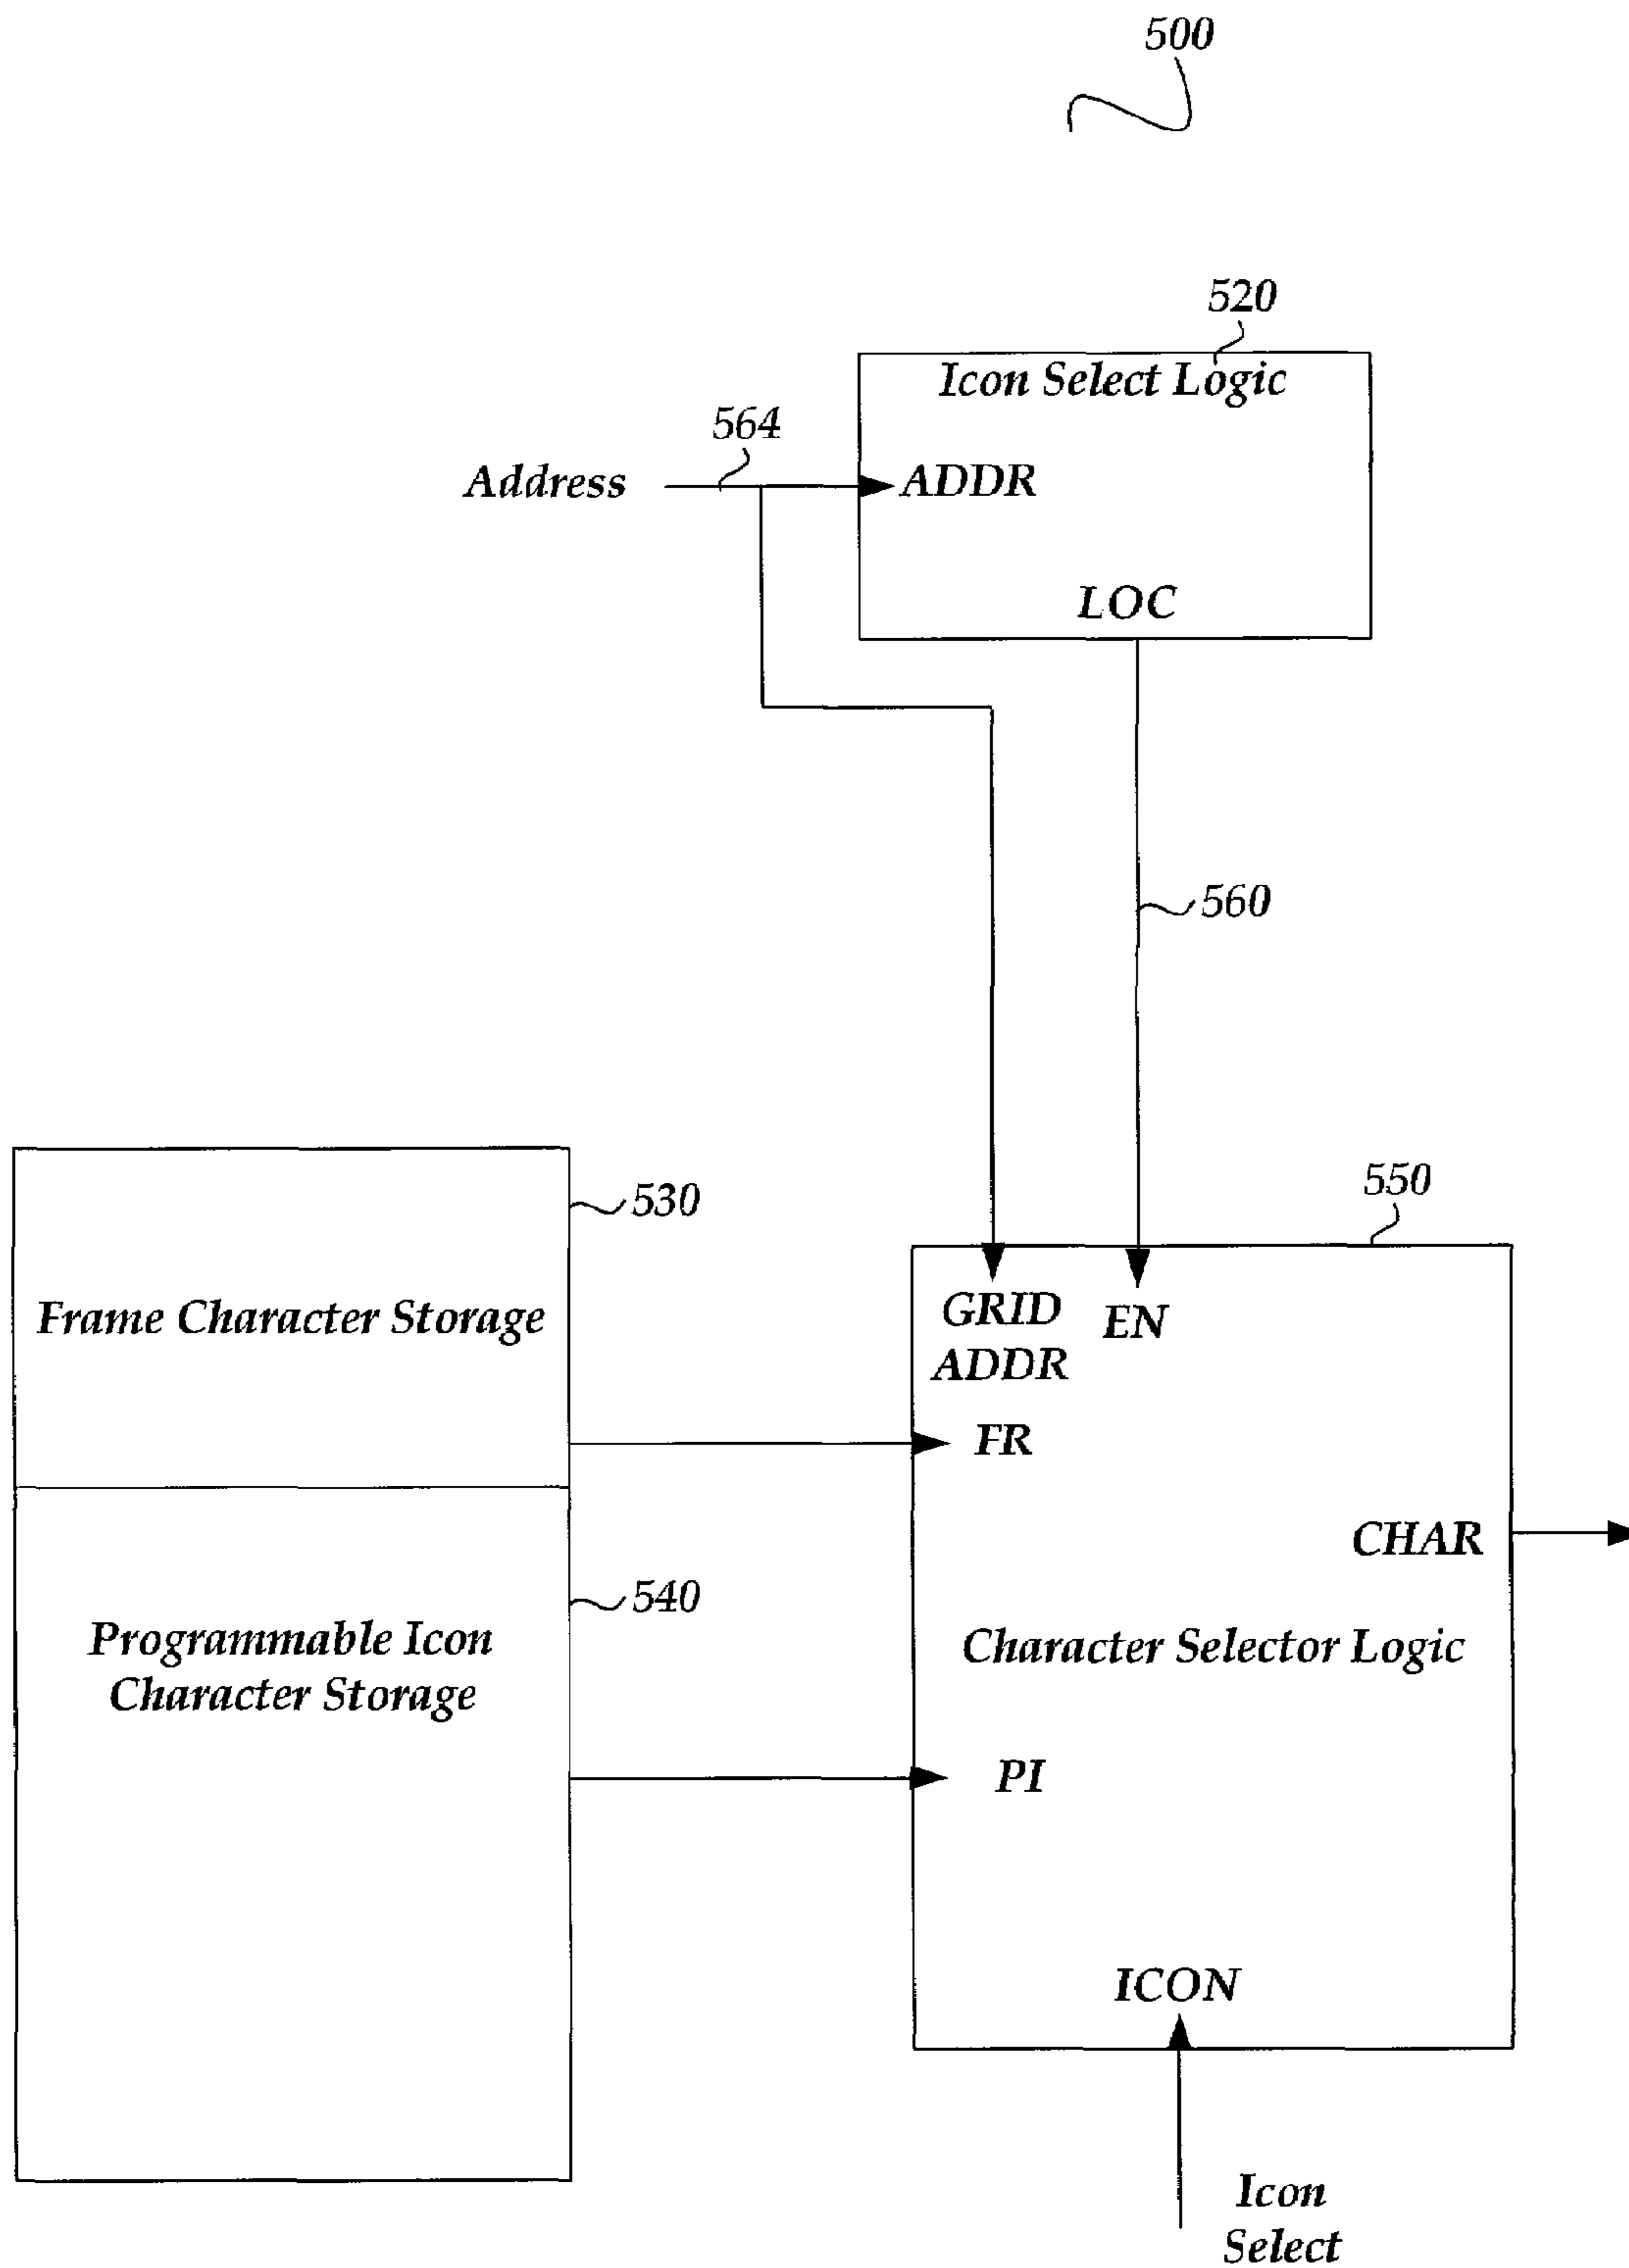 500
520
Icon Select Logic
564
Address
ADDR
LOC
560
530
550
Frame Character Storage
GRID
ADDR
EN
FR
CHAR
540
Programmable Icon
Character Storage
Character Selector Logic
PI
ICON
Icon
Select